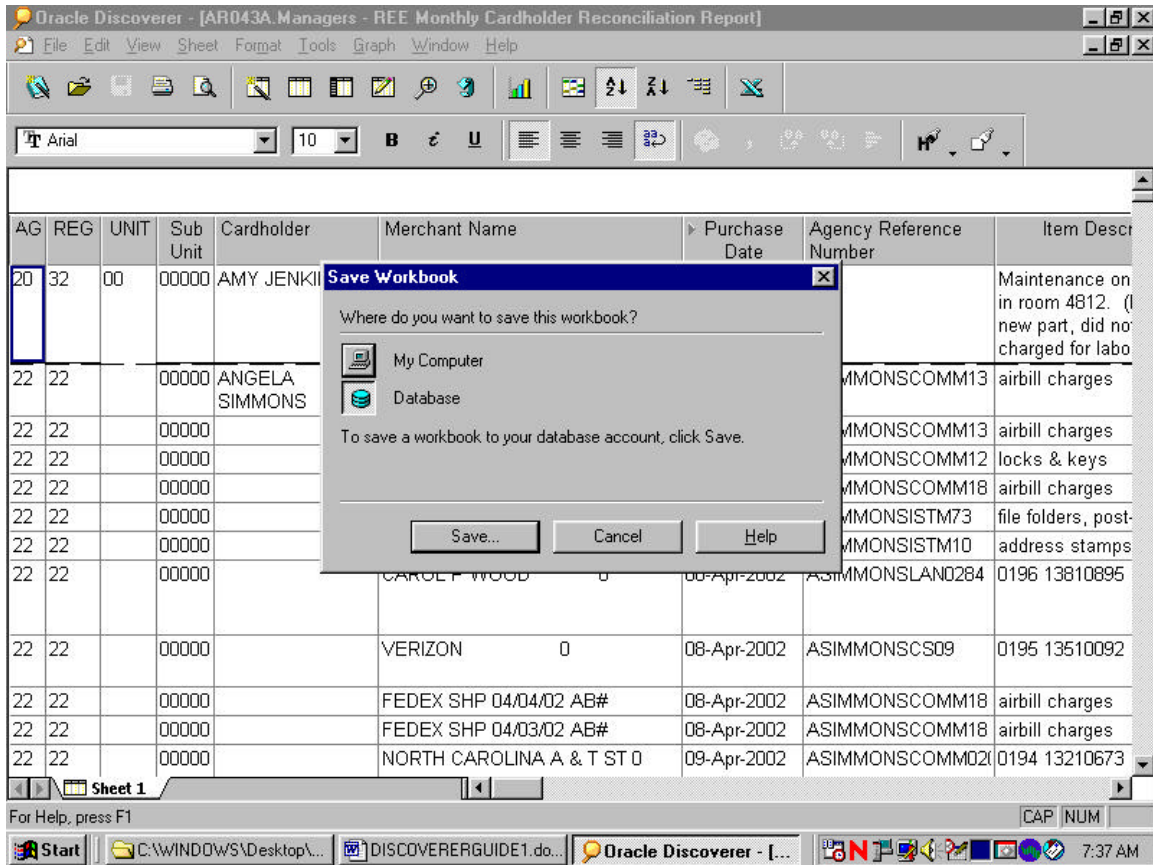 Oracle Discoverer - [AR043A.Managers - REE Monthly Cardholder Reconciliation Report]
File Edit View Sheet Format Tools Graph Window Help
Arial 10 B i U
AG REG UNIT Sub Unit Cardholder Merchant Name Purchase Date Agency Reference Number Item Descr
20 32 00 00000 AMY JENKI Maintenance on
in room 4812.
new part, did no
charged for labo
Save Workbook
Where do you want to save this workbook?
My Computer
Database
To save a workbook to your database account, click Save.
Save... Cancel Help
22 22 00000 ANGELA SIMMONS MMONSCOMM13 airbill charges
22 22 00000 MMONSCOMM13 airbill charges
22 22 00000 MMONSCOMM12 locks & keys
22 22 00000 MMONSCOMM18 airbill charges
22 22 00000 MMONSISTM73 file folders, post-
22 22 00000 MMONSISTM10 address stamps
22 22 00000 CAROL P WOOD 0 08-Apr-2002 ASIMMONSLAN0284 0196 13810895
22 22 00000 VERIZON 0 08-Apr-2002 ASIMMONSCS09 0195 13510092
22 22 00000 FEDEX SHP 04/04/02 AB# 08-Apr-2002 ASIMMONSCOMM18 airbill charges
22 22 00000 FEDEX SHP 04/03/02 AB# 08-Apr-2002 ASIMMONSCOMM18 airbill charges
22 22 00000 NORTH CAROLINA A & T ST 0 09-Apr-2002 ASIMMONSCOMM02( 0194 13210673
Sheet 1
For Help, press F1 CAP NUM
Start C:\WINDOWS\Desktop\... DISCOVERERGUIDE1.do... Oracle Discoverer - [... 7:37 AM